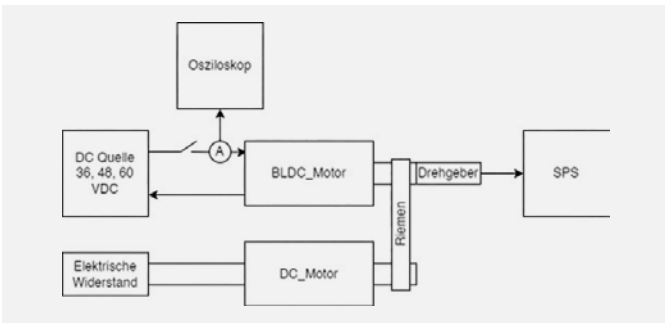 Osziloskop
DC Quelle
36, 48, 60
VDC
A
BLDC_Motor
Drehgeber
SPS
Riemen
Elektrische
Widerstand
DC_Motor